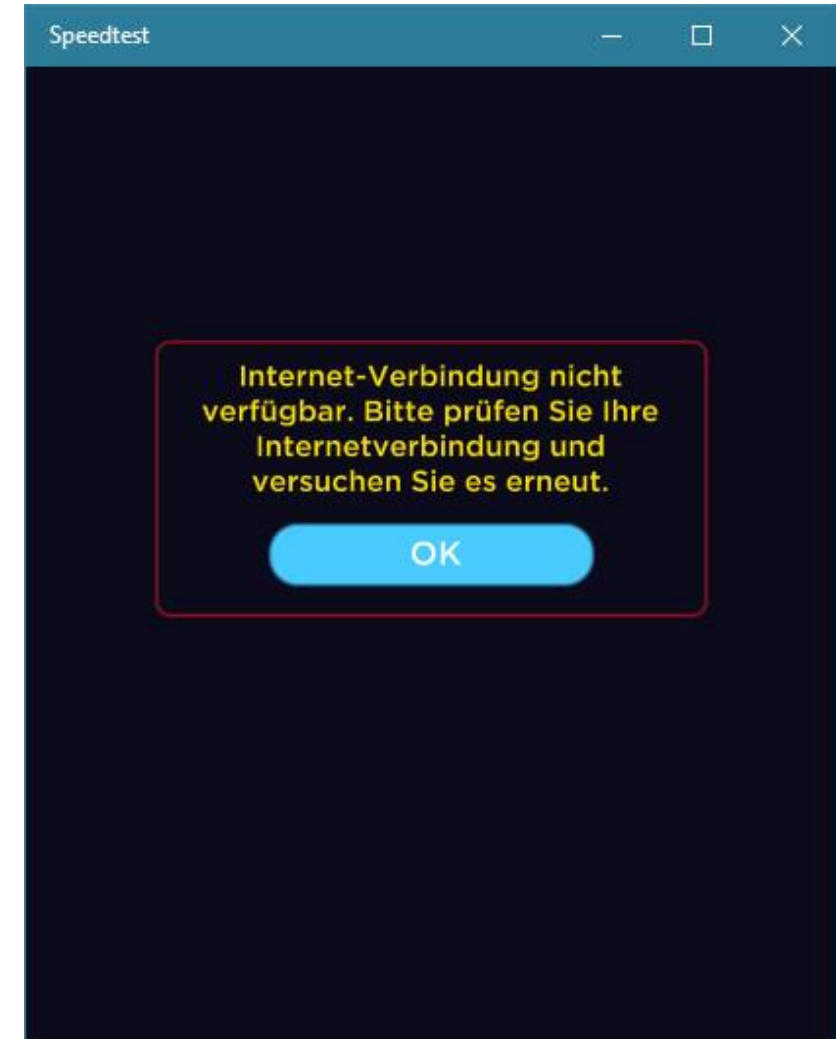 Speedtest
Internet-Verbindung nicht
verfügbar. Bitte prüfen Sie Ihre
Internetverbindung und
versuchen Sie es erneut.
OK